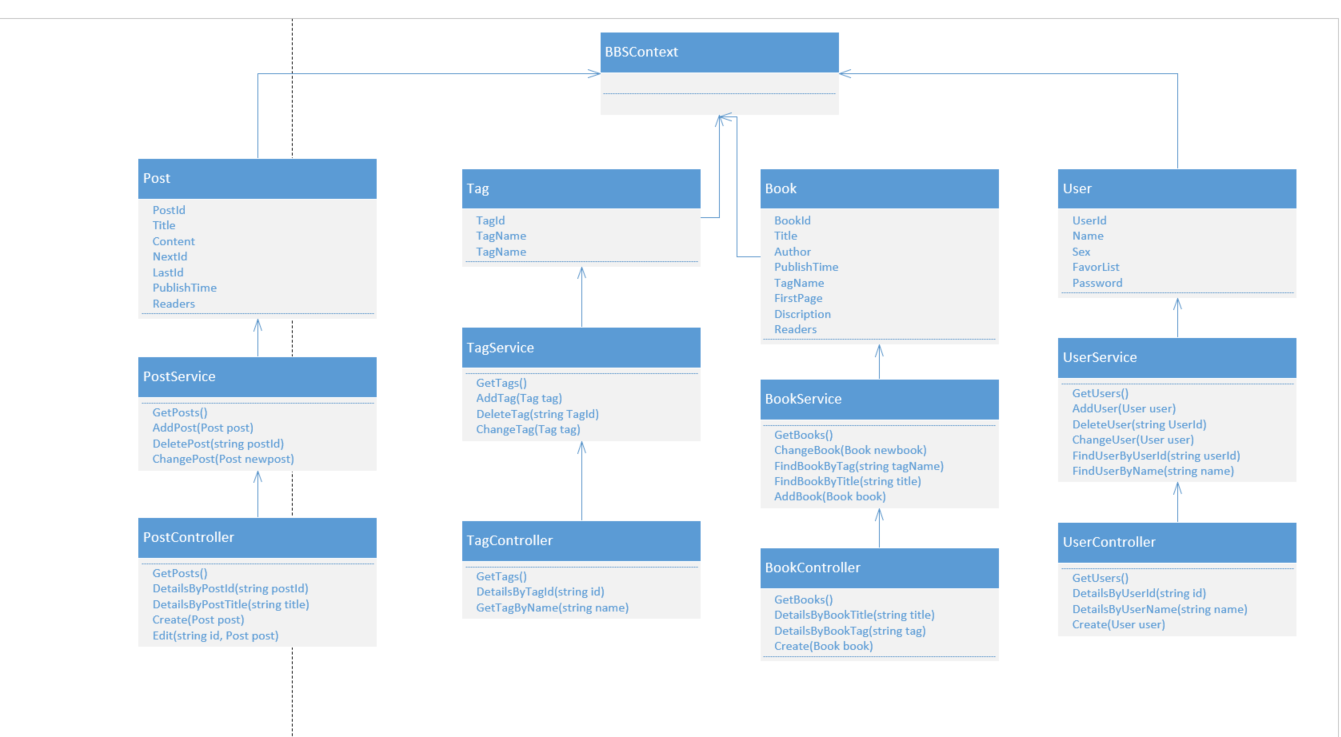 BBSContext
Post
PostId
Title
Content
NextId
LastId
PublishTime
Readers
PostService
GetPosts()
AddPost(Post post)
DeletePost(string postId)
ChangePost(Post newpost)
PostController
GetPosts()
DetailsByPostId(string postId)
DetailsByPostTitle(string title)
Create(Post post)
Edit(string id, Post post)
Tag
TagId
TagName
TagName
TagService
GetTags()
AddTag(Tag tag)
DeleteTag(string TagId)
ChangeTag(Tag tag)
TagController
GetTags()
DetailsByTagId(string id)
GetTagByName(string name)
Book
BookId
Title
Author
PublishTime
TagName
FirstPage
Discription
Readers
BookService
GetBooks()
ChangeBook(Book newbook)
FindBookByTag(string tagName)
FindBookByTitle(string title)
AddBook(Book book)
BookController
GetBooks()
DetailsByBookTitle(string title)
DetailsByBookTag(string tag)
Create(Book book)
User
UserId
Name
Sex
FavorList
Password
UserService
GetUsers()
AddUser(User user)
DeleteUser(string UserId)
ChangeUser(User user)
FindUserByUserId(string userId)
FindUserByName(string name)
UserController
GetUsers()
DetailsByUserId(string id)
DetailsByUserName(string name)
Create(User user)